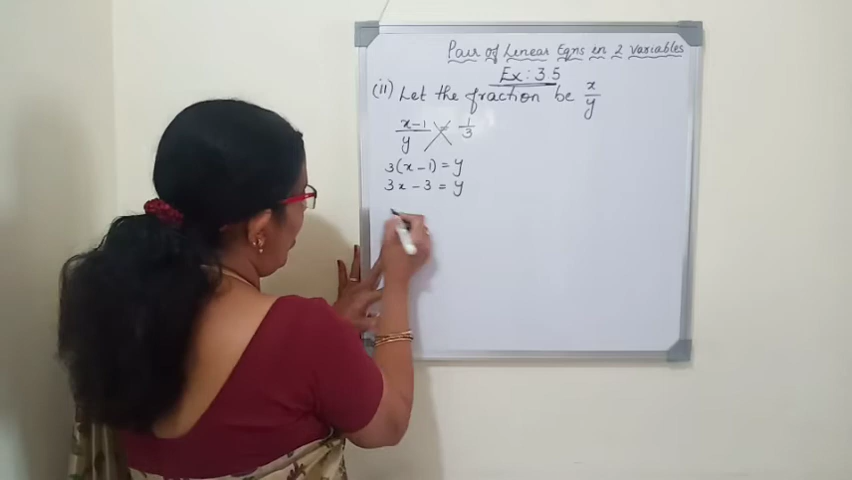 Pair of Linear Eqns in 2 variables
Ex: 3.5
(ii) Let the fraction be x/y
x-1/y = 1/3
3(x-1) = y
3x-3 = y